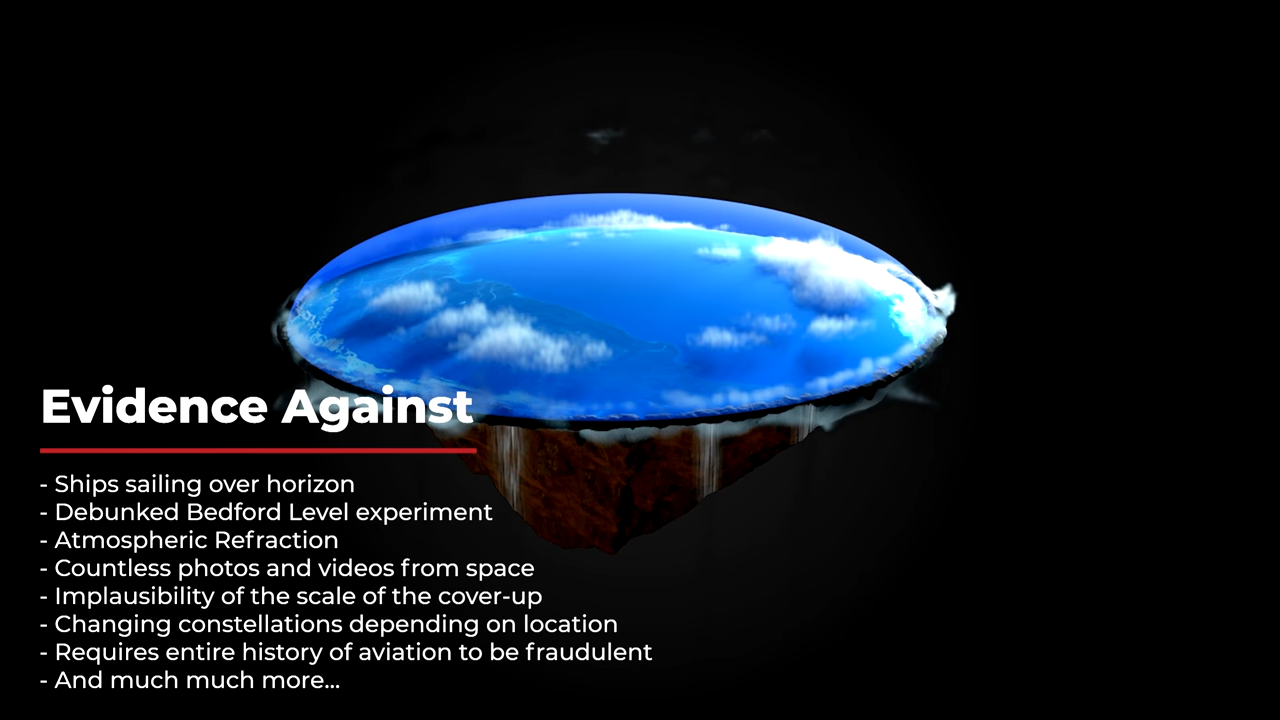 Evidence Against
- Ships sailing over horizon
- Debunked Bedford Level experiment
- Atmospheric Refraction
- Countless photos and videos from space
- Implausibility of the scale of the cover-up
- Changing constellations depending on location
- Requires entire history of aviation to be fraudulent
- And much much more...